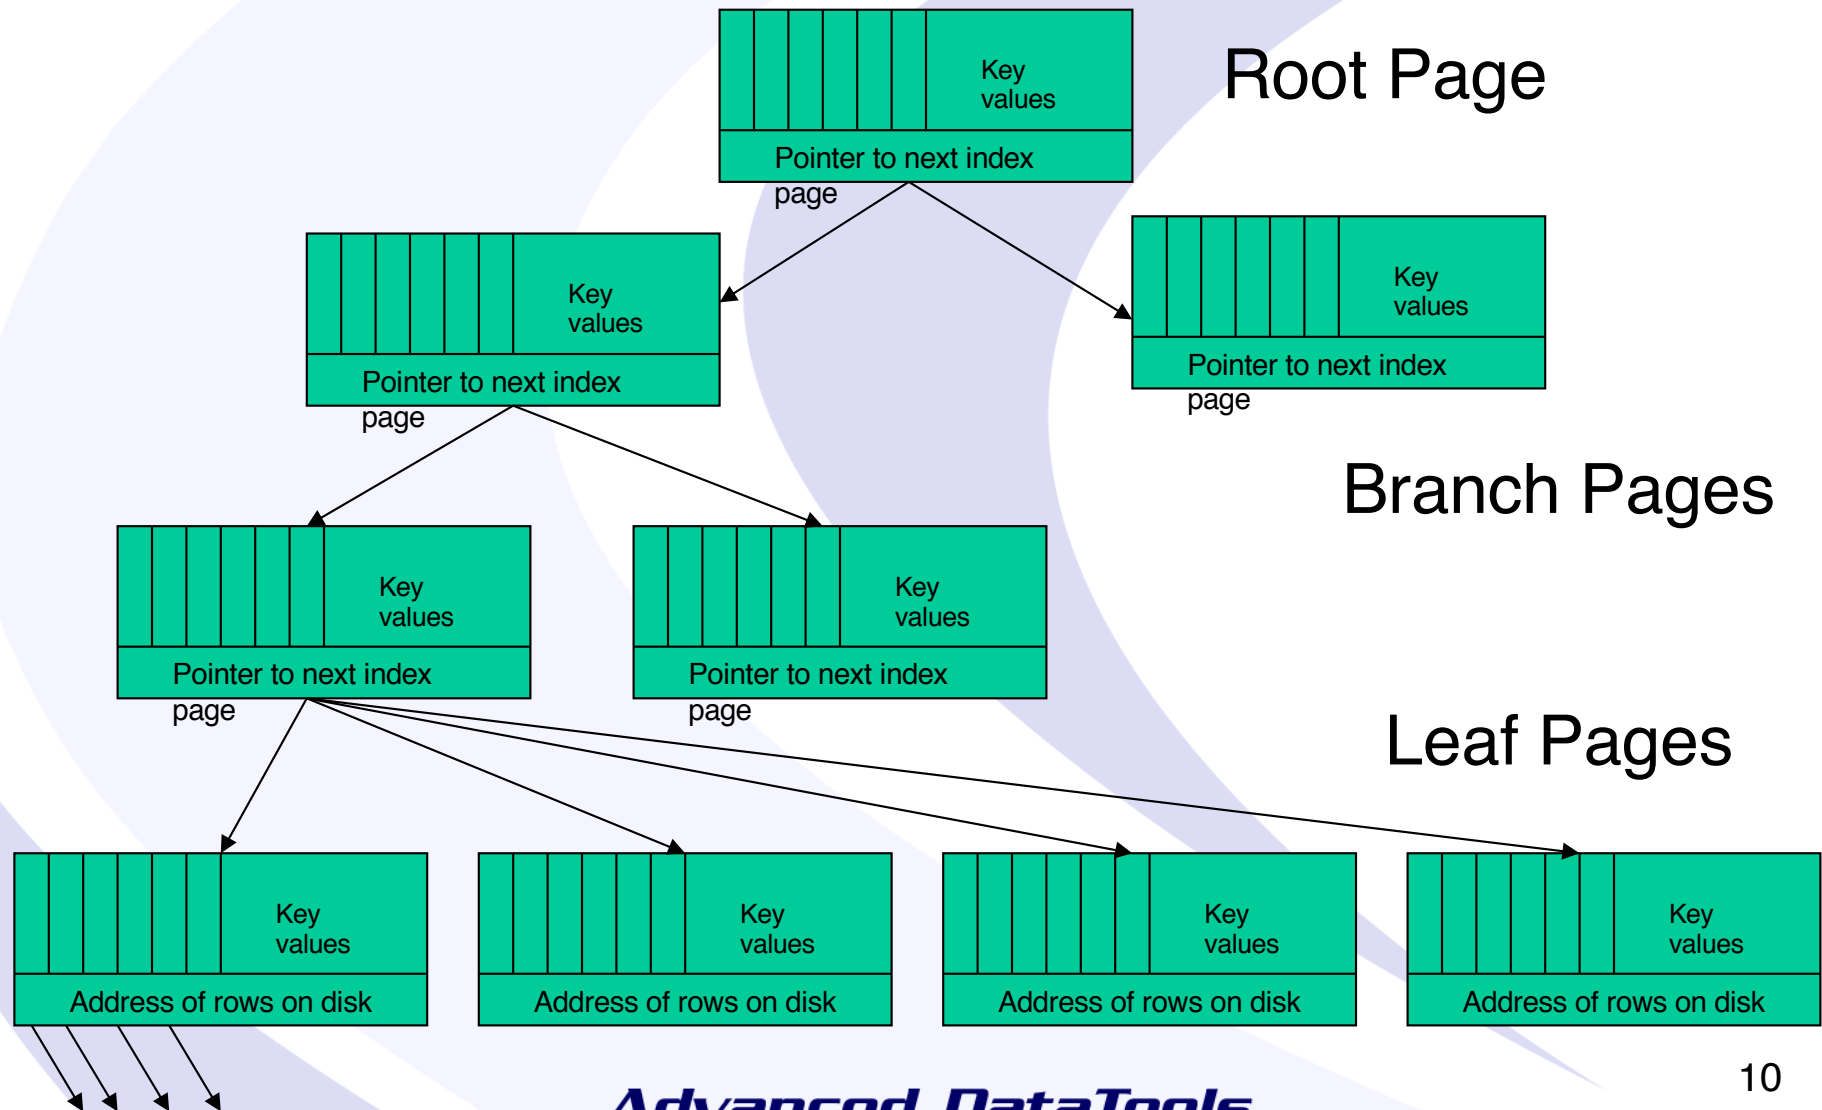 Key
values
Root Page
Pointer to next index
page
Key
values
Pointer to next index
page
Key
values
Pointer to next index
page
Branch Pages
Key
values
Pointer to next index
page
Key
values
Pointer to next index
page
Leaf Pages
Key
values
Address of rows on disk
Key
values
Address of rows on disk
Key
values
Address of rows on disk
Key
values
Address of rows on disk
Advanced DataTools
10